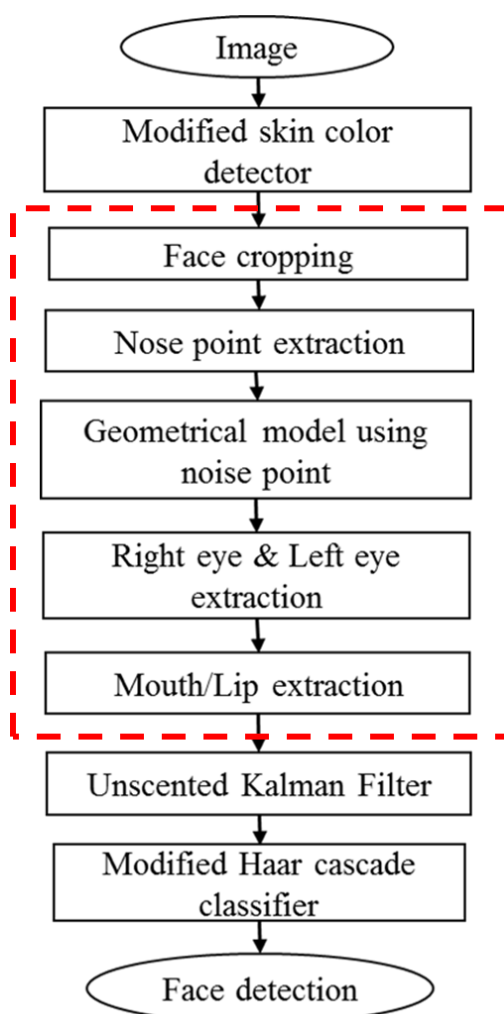 Image
Modified skin color
detector
Face cropping
Nose point extraction
Geometrical model using
noise point
Right eye & Left eye
extraction
Mouth/Lip extraction
Unscented Kalman Filter
Modified Haar cascade
classifier
Face detection